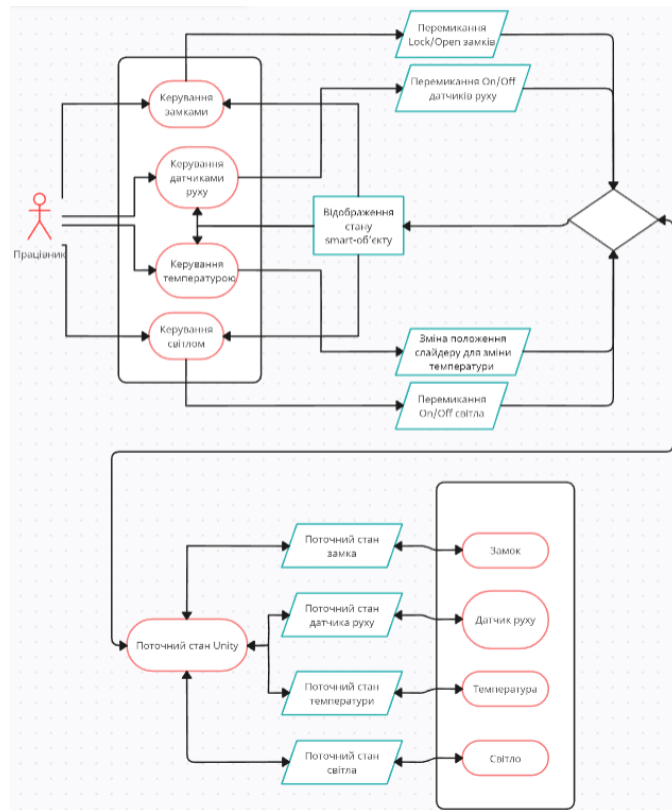 Перемикання
Lock/Open замків
Перемикання On/Off
датчиків руху
Керування
замками
Керування
датчиками
руху
Відображення
стану
smart-об'єкту
Працівник
Керування
температурою
Керування
світлом
Зміна положення
слайдеру для зміни
температури
Перемикання
On/Off світла
Поточний стан
замка
Замок
Поточний стан
датчика руху
Датчик руху
Поточний стан Unity
Поточний стан
температури
Температура
Поточний стан
світла
Світло